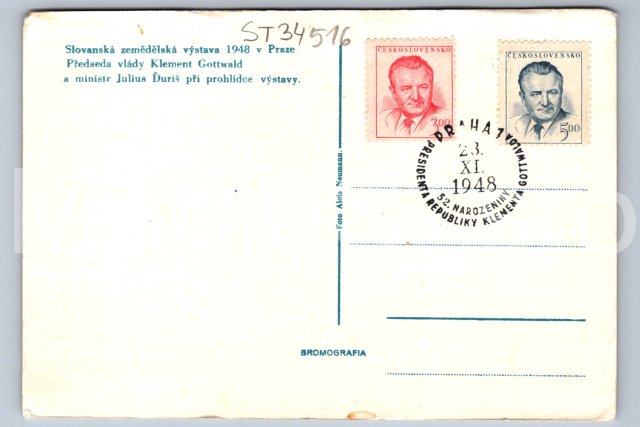 ST34516
Slovanská zemědělská výstava 1948 v Praze
Předseda vlády Klement Gottwald
a ministr Julius Ďuriš při prohlídce výstavy.
ČESKOSLOVENSKO
3,00
ČESKOSLOVENSKO
5,00
PRAHA 1
23.
XI.
1948
52. NAROZENINY
PRESIDENTA REPUBLIKY KLEMENTA GOTTWALDA
Foto Alois Neumann.
BROMOGRAFIA